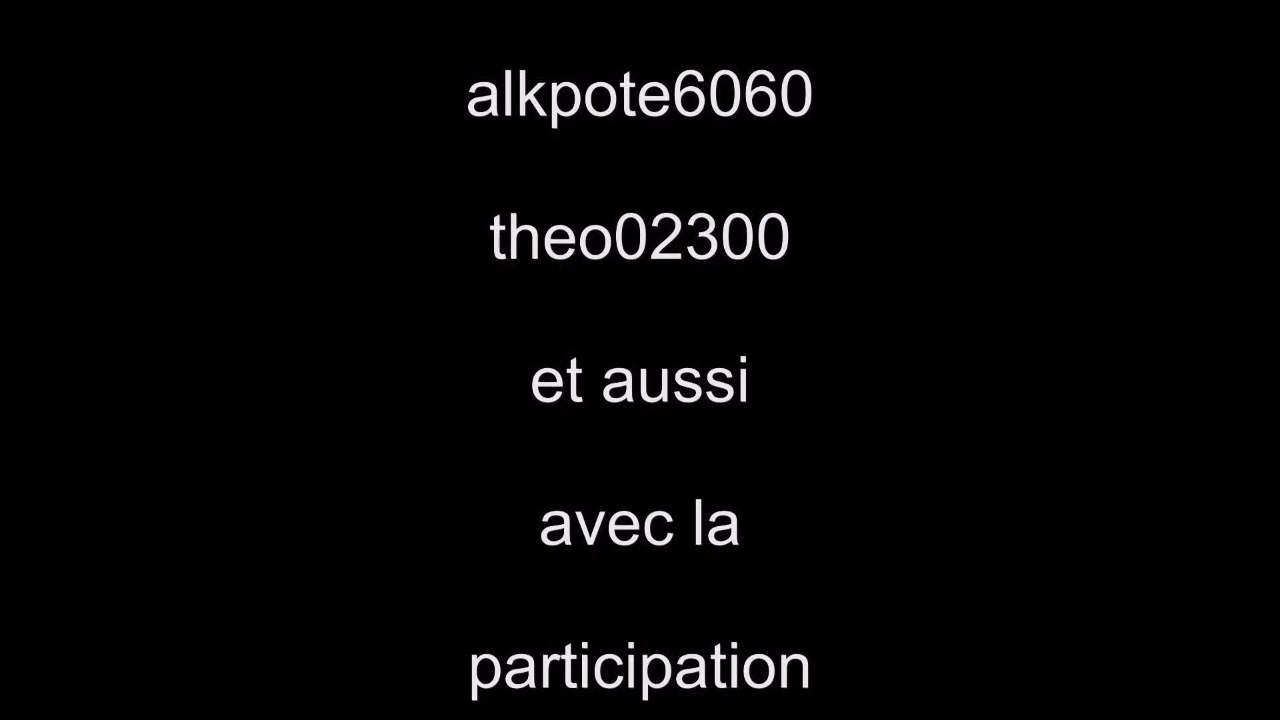 alkpote6060
theo02300
et aussi
avec la
participation